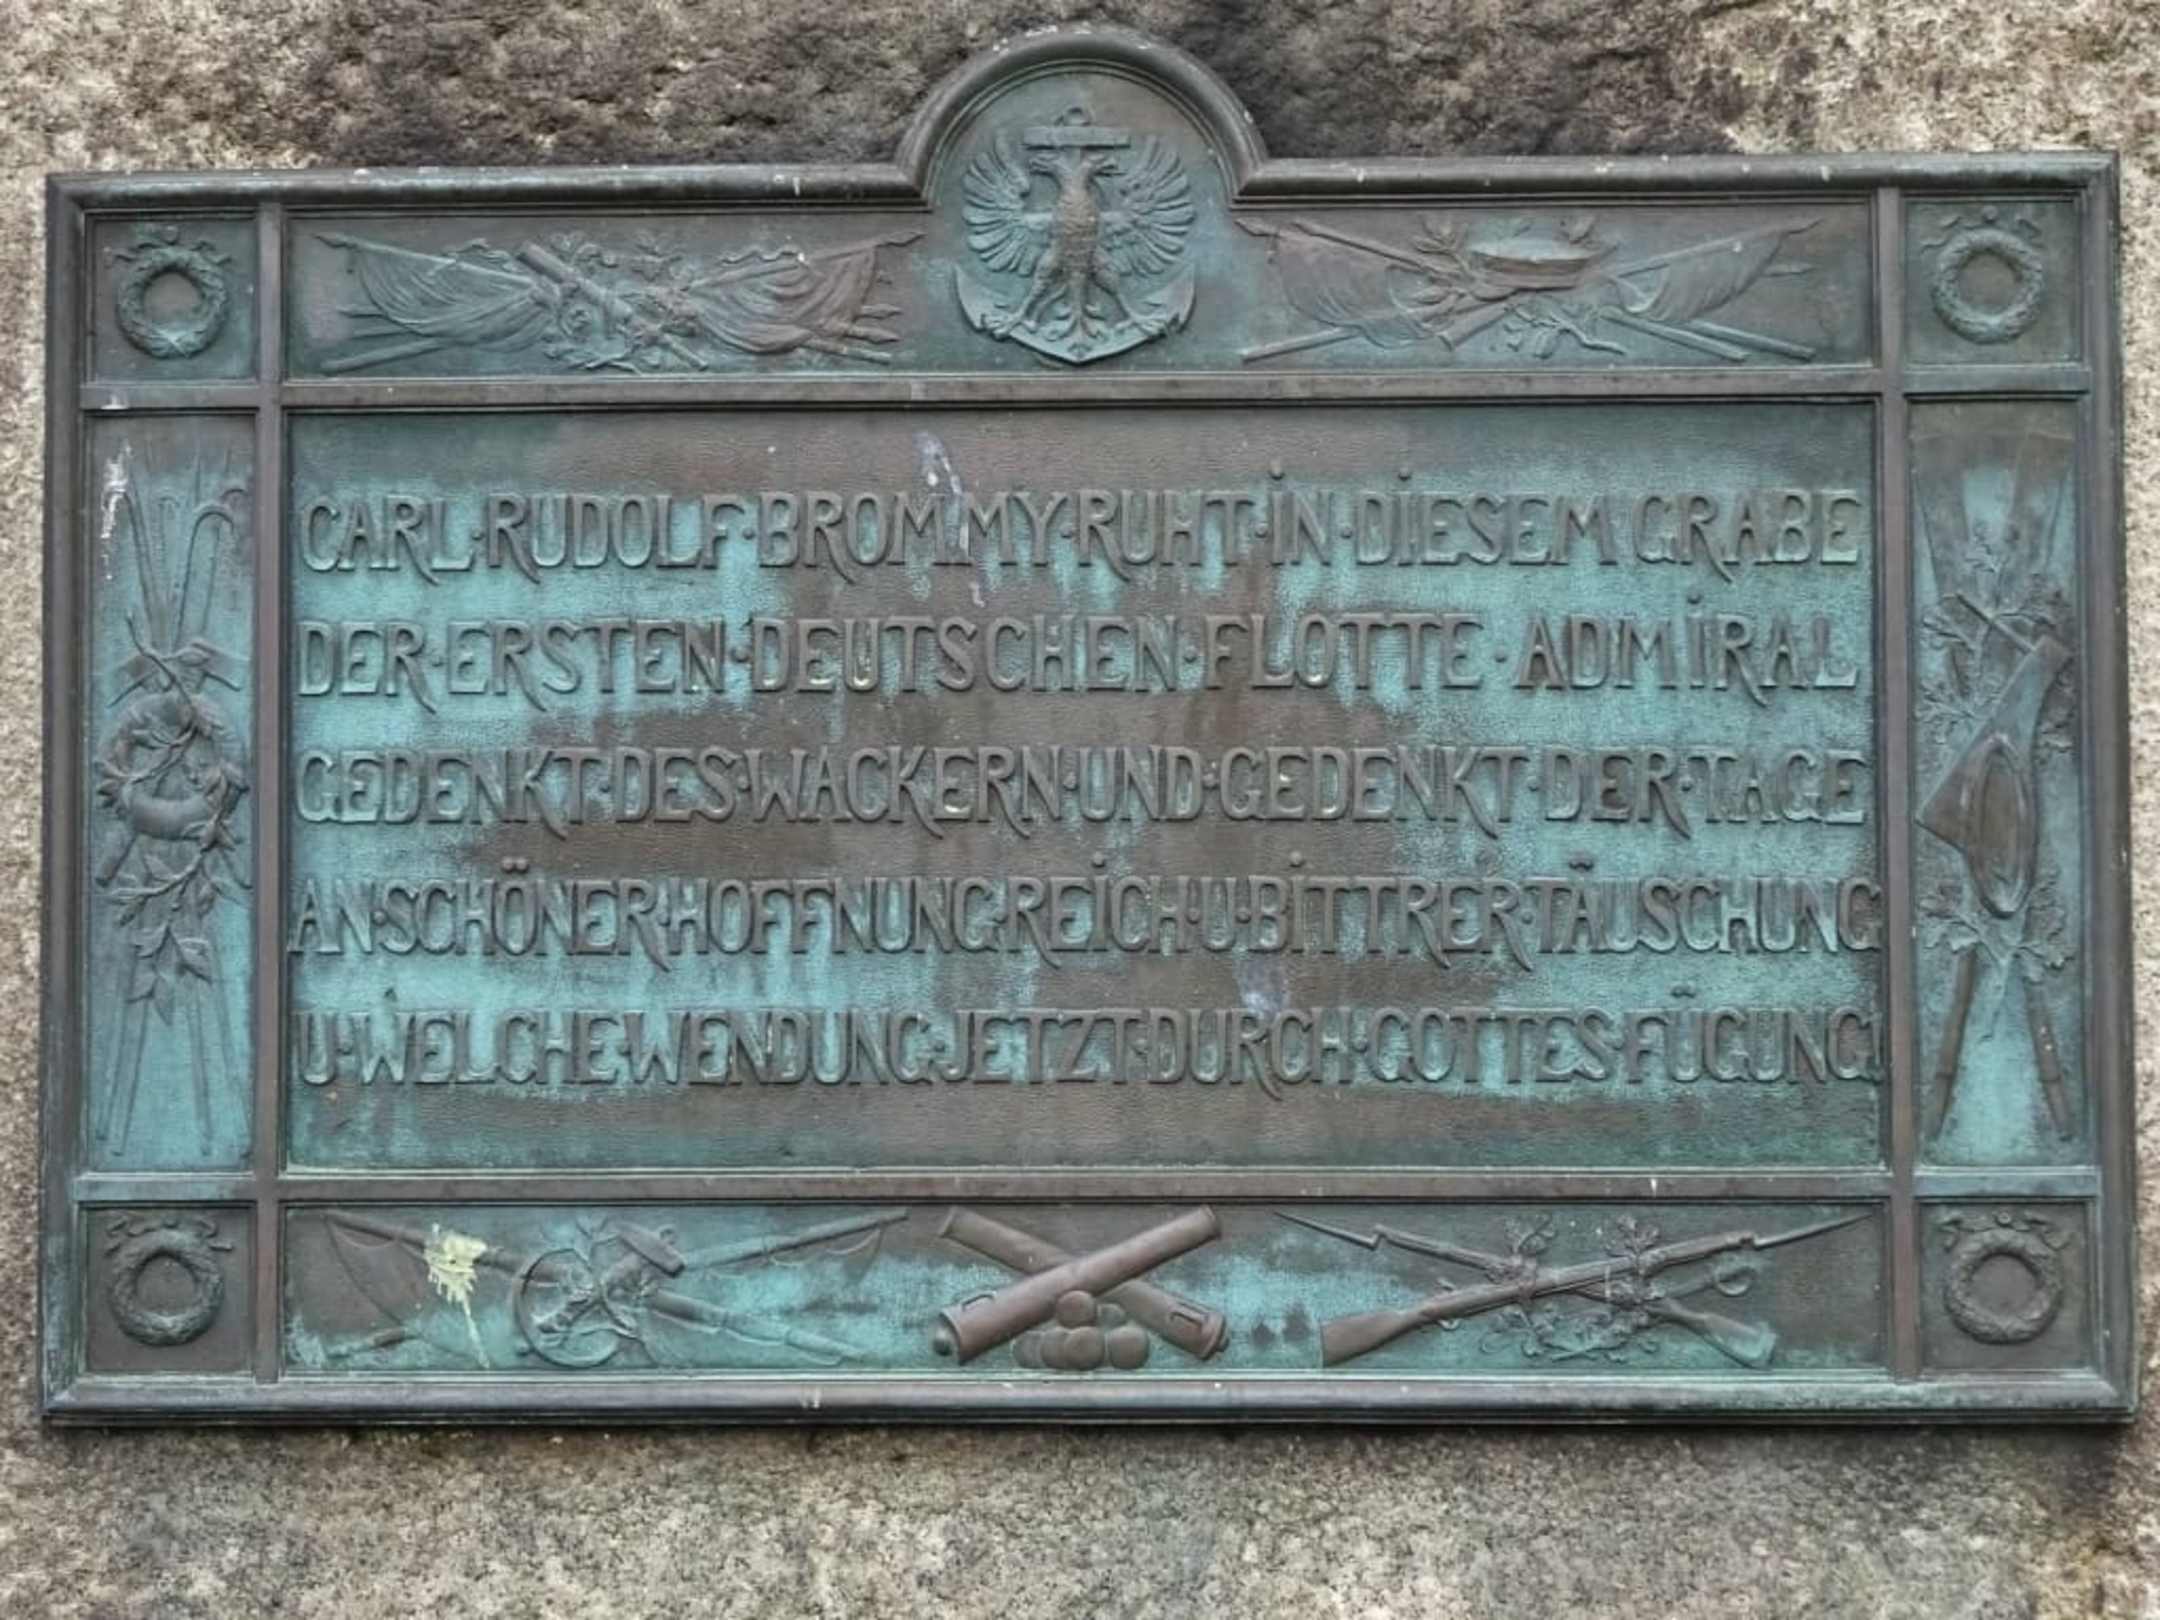 CARL·RUDOLF·BROMMY·RUHT·IN·DIESEM GRABE
DER·ERSTEN·DEUTSCHEN·FLOTTE·ADMIRAL
GEDENKT·DES·WACKERN·UND·GEDENKT·DER·TAGE
AN·SCHÖNER·HOFFNUNG·REICH·U·BITTRER·TÄUSCHUNG
U·WELCHE·WENDUNG·JETZT·DURCH·GOTTES·FÜGUNG!